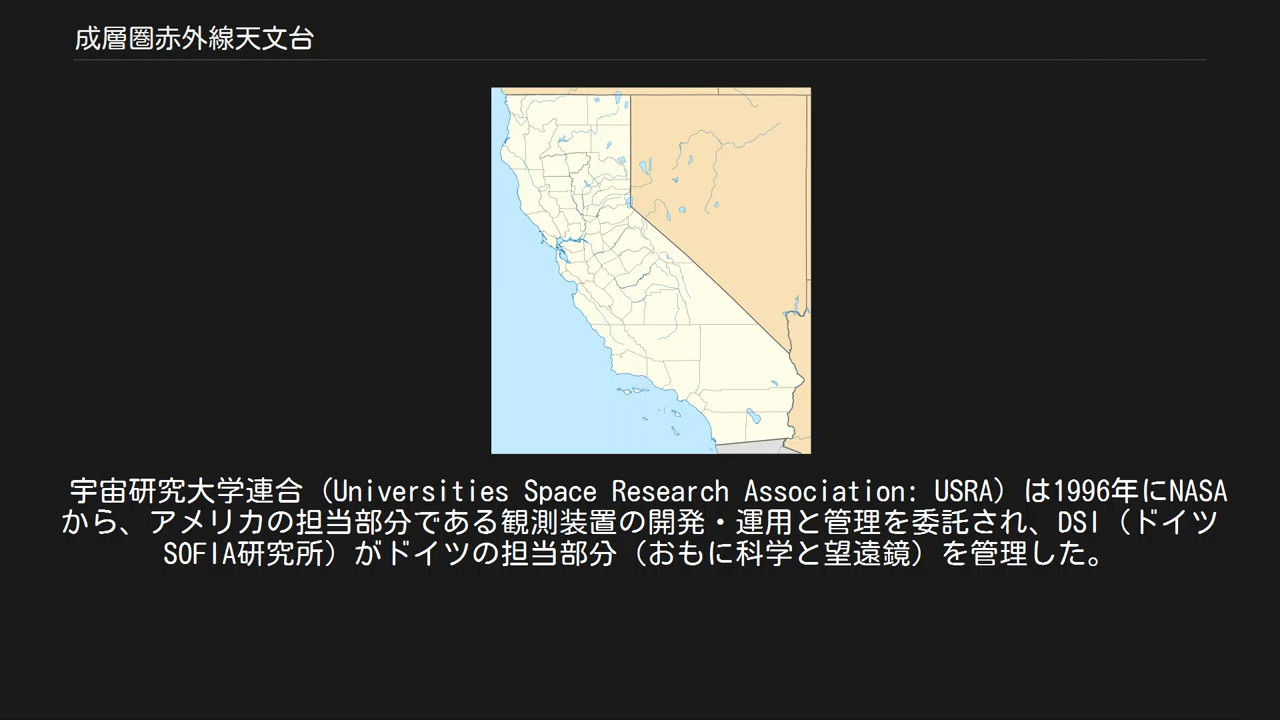 成層圏赤外線天文台
宇宙研究大学連合（Universities Space Research Association: USRA）は1996年にNASA
から、アメリカの担当部分である観測装置の開発・運用と管理を委託され、DSI（ドイツ
SOFIA研究所）がドイツの担当部分（おもに科学と望遠鏡）を管理した。